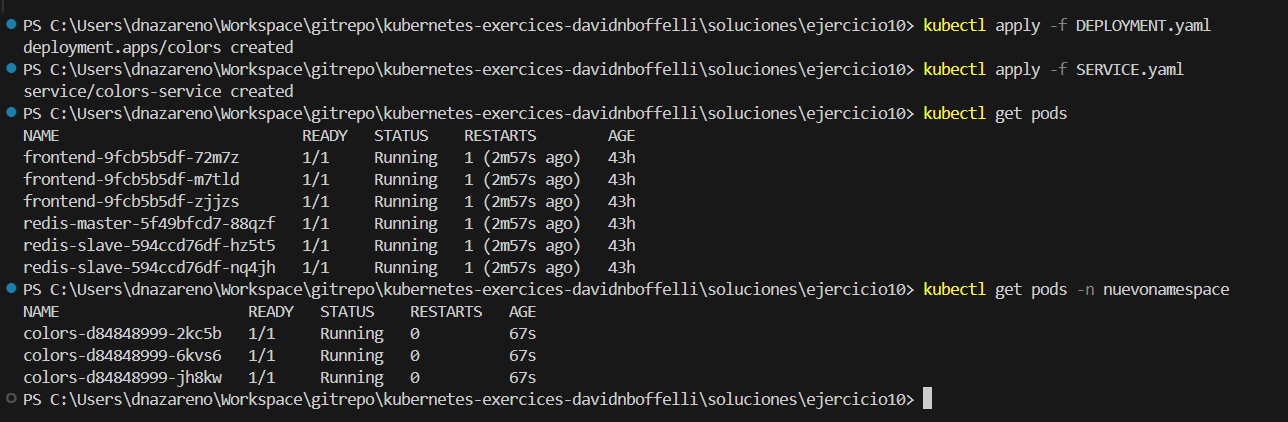 PS C:\Users\dnazareno\Workspace\gitrepo\kubernetes-exercices-davidnboffelli\soluciones\ejercicio10> kubectl apply -f DEPLOYMENT.yaml
deployment.apps/colors created
PS C:\Users\dnazareno\Workspace\gitrepo\kubernetes-exercices-davidnboffelli\soluciones\ejercicio10> kubectl apply -f SERVICE.yaml
service/colors-service created
PS C:\Users\dnazareno\Workspace\gitrepo\kubernetes-exercices-davidnboffelli\soluciones\ejercicio10> kubectl get pods
NAME                            READY   STATUS    RESTARTS        AGE
frontend-9fcb5b5df-72m7z        1/1     Running   1 (2m57s ago)   43h
frontend-9fcb5b5df-m7tld        1/1     Running   1 (2m57s ago)   43h
frontend-9fcb5b5df-zjjzs        1/1     Running   1 (2m57s ago)   43h
redis-master-5f49bfcd7-88qzf    1/1     Running   1 (2m57s ago)   43h
redis-slave-594ccd76df-hz5t5    1/1     Running   1 (2m57s ago)   43h
redis-slave-594ccd76df-nq4jh    1/1     Running   1 (2m57s ago)   43h
PS C:\Users\dnazareno\Workspace\gitrepo\kubernetes-exercices-davidnboffelli\soluciones\ejercicio10> kubectl get pods -n nuevonamespace
NAME                     READY   STATUS    RESTARTS   AGE
colors-d84848999-2kc5b   1/1     Running   0          67s
colors-d84848999-6kvs6   1/1     Running   0          67s
colors-d84848999-jh8kw   1/1     Running   0          67s
PS C:\Users\dnazareno\Workspace\gitrepo\kubernetes-exercices-davidnboffelli\soluciones\ejercicio10>